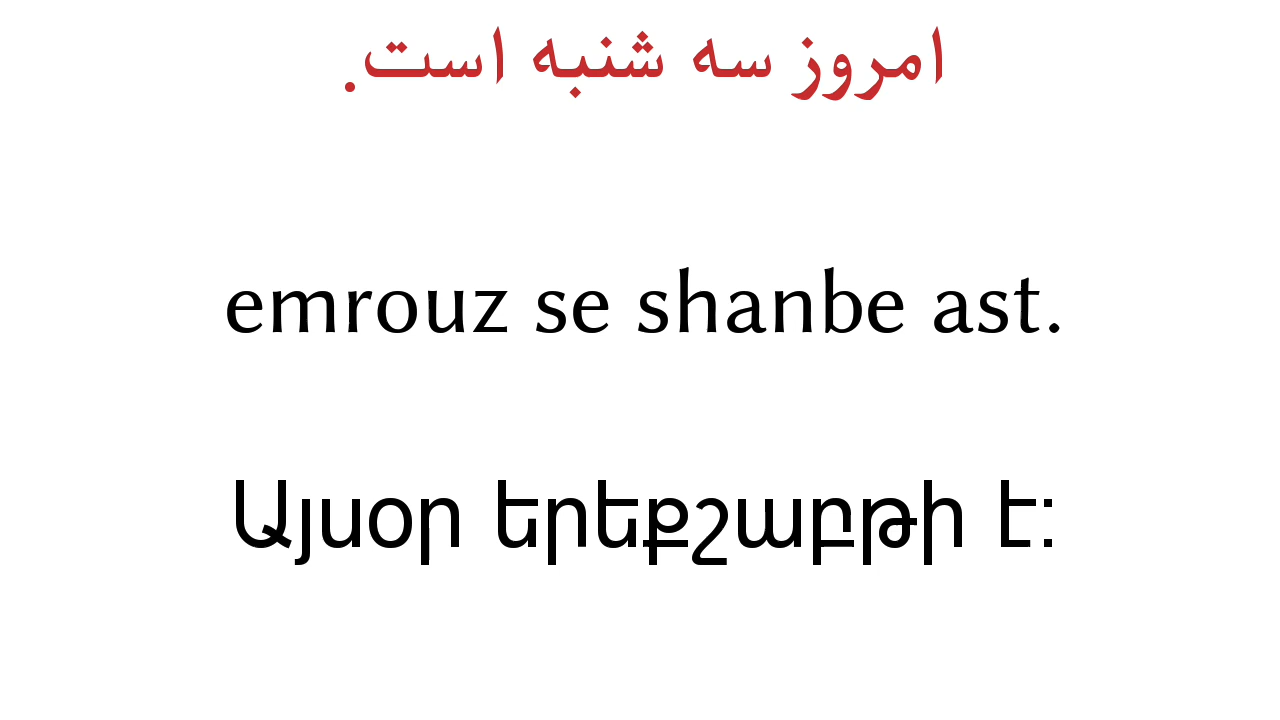 امروز سه شنبه است.
emrouz se shanbe ast.
Այսօր երեքշաբթի է: